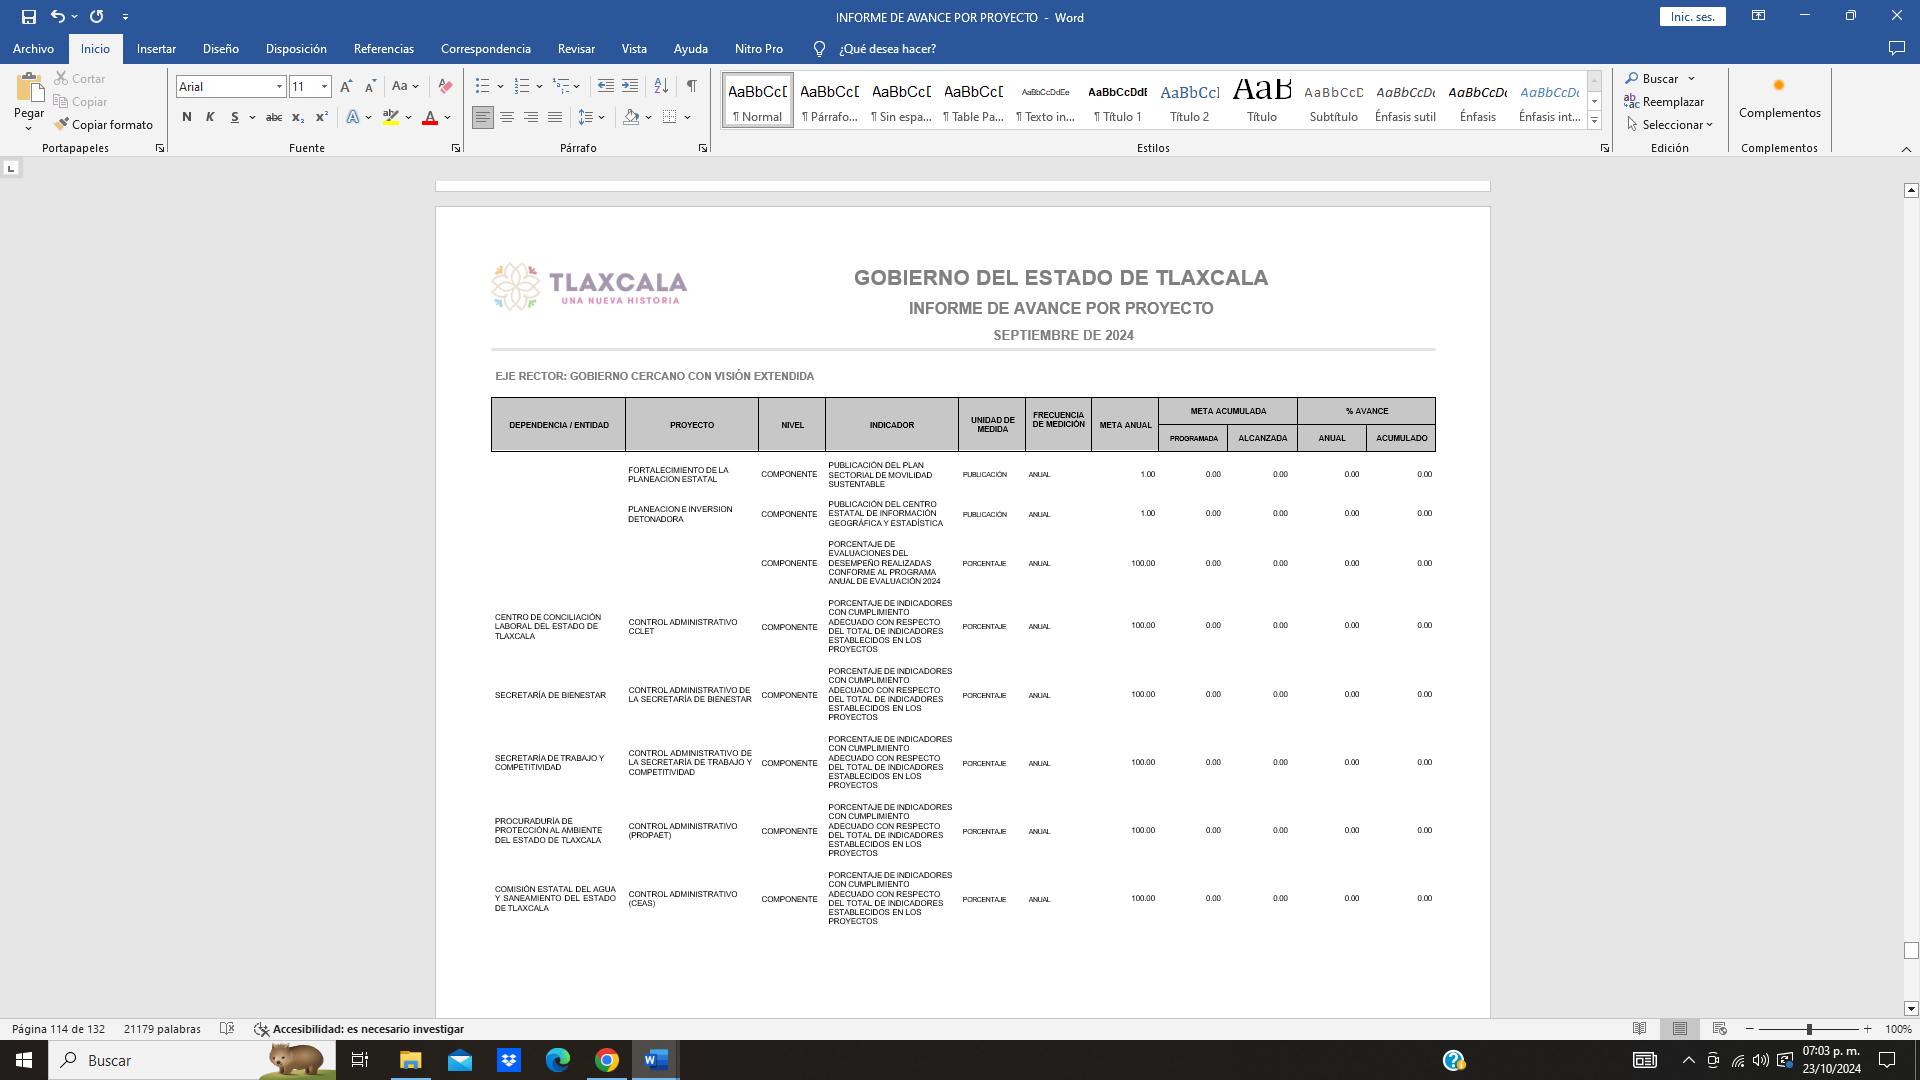 INFORME DE AVANCE POR PROYECTO - Word
Inic. ses.
Archivo Inicio Insertar Diseño Disposición Referencias Correspondencia Revisar Vista Ayuda Nitro Pro ¿Qué desea hacer?
Pegar
Cortar
Copiar
Copiar formato
Portapapeles
Arial 11
Fuente
Párrafo
AaBbCcD AaBbCcD AaBbCcD AaBbCcD AaBbCcDdEe AaBbCcDdE AaBbCcI AaB AaBbCcD AaBbCcDc AaBbCcDc AaBbCcDc
¶ Normal ¶ Párrafo... ¶ Sin espa... ¶ Table Pa... ¶ Texto in... ¶ Título 1 Título 2 Título Subtítulo Énfasis sutil Énfasis Énfasis int...
Estilos
Buscar
Reemplazar
Seleccionar
Edición
Complementos
Complementos
TLAXCALA
UNA NUEVA HISTORIA
GOBIERNO DEL ESTADO DE TLAXCALA
INFORME DE AVANCE POR PROYECTO
SEPTIEMBRE DE 2024
EJE RECTOR: GOBIERNO CERCANO CON VISIÓN EXTENDIDA
DEPENDENCIA / ENTIDAD PROYECTO NIVEL INDICADOR UNIDAD DE MEDIDA FRECUENCIA DE MEDICIÓN META ANUAL META ACUMULADA % AVANCE
PROGRAMADA ALCANZADA ANUAL ACUMULADO
FORTALECIMIENTO DE LA PLANEACION ESTATAL COMPONENTE PUBLICACIÓN DEL PLAN SECTORIAL DE MOVILIDAD SUSTENTABLE PUBLICACIÓN ANUAL 1.00 0.00 0.00 0.00 0.00
PLANEACION E INVERSION DETONADORA COMPONENTE PUBLICACIÓN DEL CENTRO ESTATAL DE INFORMACIÓN GEOGRÁFICA Y ESTADÍSTICA PUBLICACIÓN ANUAL 1.00 0.00 0.00 0.00 0.00
COMPONENTE PORCENTAJE DE EVALUACIONES DEL DESEMPEÑO REALIZADAS CONFORME AL PROGRAMA ANUAL DE EVALUACIÓN 2024 PORCENTAJE ANUAL 100.00 0.00 0.00 0.00 0.00
CENTRO DE CONCILIACIÓN LABORAL DEL ESTADO DE TLAXCALA CONTROL ADMINISTRATIVO CCLET COMPONENTE PORCENTAJE DE INDICADORES CON CUMPLIMIENTO ADECUADO CON RESPECTO DEL TOTAL DE INDICADORES ESTABLECIDOS EN LOS PROYECTOS PORCENTAJE ANUAL 100.00 0.00 0.00 0.00 0.00
SECRETARÍA DE BIENESTAR CONTROL ADMINISTRATIVO DE LA SECRETARÍA DE BIENESTAR COMPONENTE PORCENTAJE DE INDICADORES CON CUMPLIMIENTO ADECUADO CON RESPECTO DEL TOTAL DE INDICADORES ESTABLECIDOS EN LOS PROYECTOS PORCENTAJE ANUAL 100.00 0.00 0.00 0.00 0.00
SECRETARÍA DE TRABAJO Y COMPETITIVIDAD CONTROL ADMINISTRATIVO DE LA SECRETARÍA DE TRABAJO Y COMPETITIVIDAD COMPONENTE PORCENTAJE DE INDICADORES CON CUMPLIMIENTO ADECUADO CON RESPECTO DEL TOTAL DE INDICADORES ESTABLECIDOS EN LOS PROYECTOS PORCENTAJE ANUAL 100.00 0.00 0.00 0.00 0.00
PROCURADURÍA DE PROTECCIÓN AL AMBIENTE DEL ESTADO DE TLAXCALA CONTROL ADMINISTRATIVO (PROPAET) COMPONENTE PORCENTAJE DE INDICADORES CON CUMPLIMIENTO ADECUADO CON RESPECTO DEL TOTAL DE INDICADORES ESTABLECIDOS EN LOS PROYECTOS PORCENTAJE ANUAL 100.00 0.00 0.00 0.00 0.00
COMISIÓN ESTATAL DEL AGUA Y SANEAMIENTO DEL ESTADO DE TLAXCALA CONTROL ADMINISTRATIVO (CEAS) COMPONENTE PORCENTAJE DE INDICADORES CON CUMPLIMIENTO ADECUADO CON RESPECTO DEL TOTAL DE INDICADORES ESTABLECIDOS EN LOS PROYECTOS PORCENTAJE ANUAL 100.00 0.00 0.00 0.00 0.00
Página 114 de 132 21179 palabras Accesibilidad: es necesario investigar 100%
Buscar
07:03 p. m.
23/10/2024